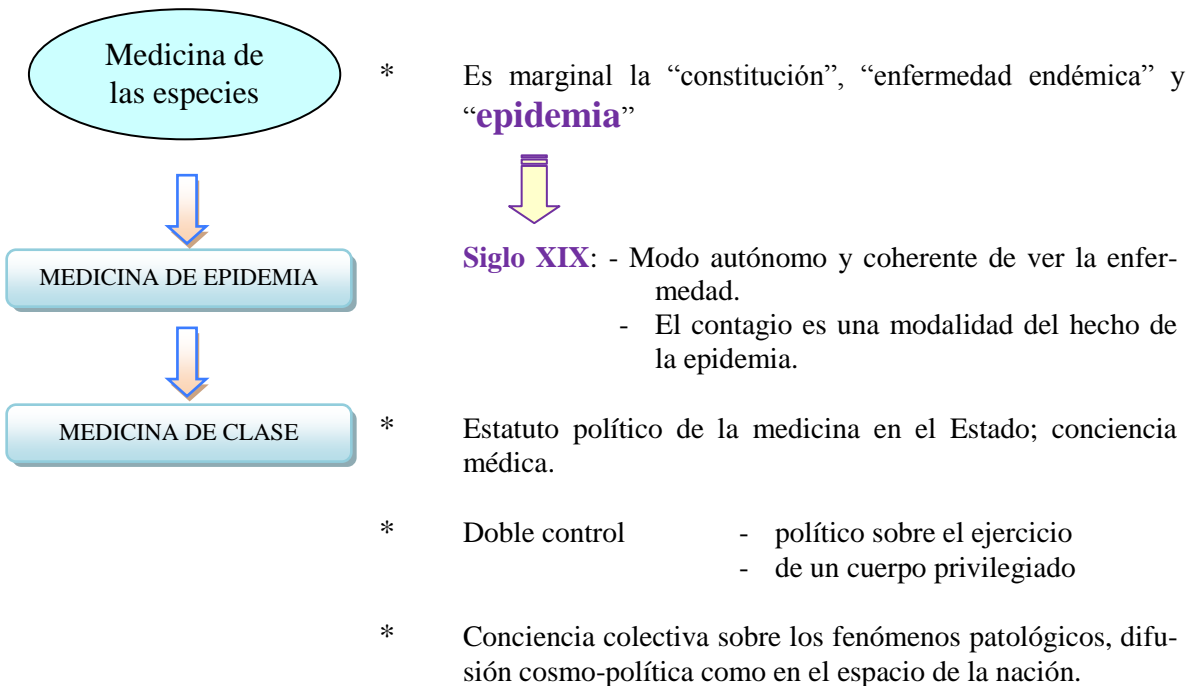 Medicina de
las especies
* Es marginal la “constitución”, “enfermedad endémica” y
“epidemia”
MEDICINA DE EPIDEMIA
Siglo XIX: - Modo autónomo y coherente de ver la enfer-
medad.
- El contagio es una modalidad del hecho de
la epidemia.
MEDICINA DE CLASE
* Estatuto político de la medicina en el Estado; conciencia
médica.
* Doble control - político sobre el ejercicio
- de un cuerpo privilegiado
* Conciencia colectiva sobre los fenómenos patológicos, difu-
sión cosmo-política como en el espacio de la nación.